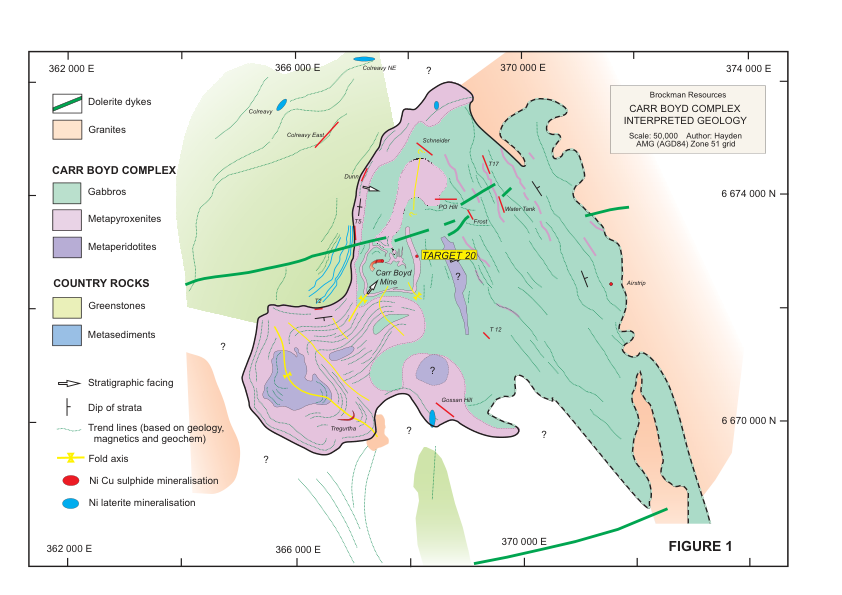 362 000 E
366 000 E
370 000 E
374 000 E
Colreavy NE
?
Dolerite dykes
Granites
Brockman Resources
CARR BOYD COMPLEX
INTERPRETED GEOLOGY
Scale: 50,000 Author: Hayden
AMG (AGD84) Zone 51 grid
Colreavy
Colreavy East
Schneider
CARR BOYD COMPLEX
Gabbros
Metapyroxenites
Metaperidotites
Dunn
T17
T5
PO Hill
Water Tank
Frost
6 674 000 N
TARGET 20
Carr Boyd
Mine
?
Airstrip
COUNTRY ROCKS
Greenstones
Metasediments
T2
T 12
?
?
Stratigraphic facing
Dip of strata
Trend lines (based on geology,
magnetics and geochem)
Fold axis
Ni Cu sulphide mineralisation
Ni laterite mineralisation
Gossan Hill
Tregurtha
6 670 000 N
?
?
?
362 000 E
366 000 E
370 000 E
FIGURE 1